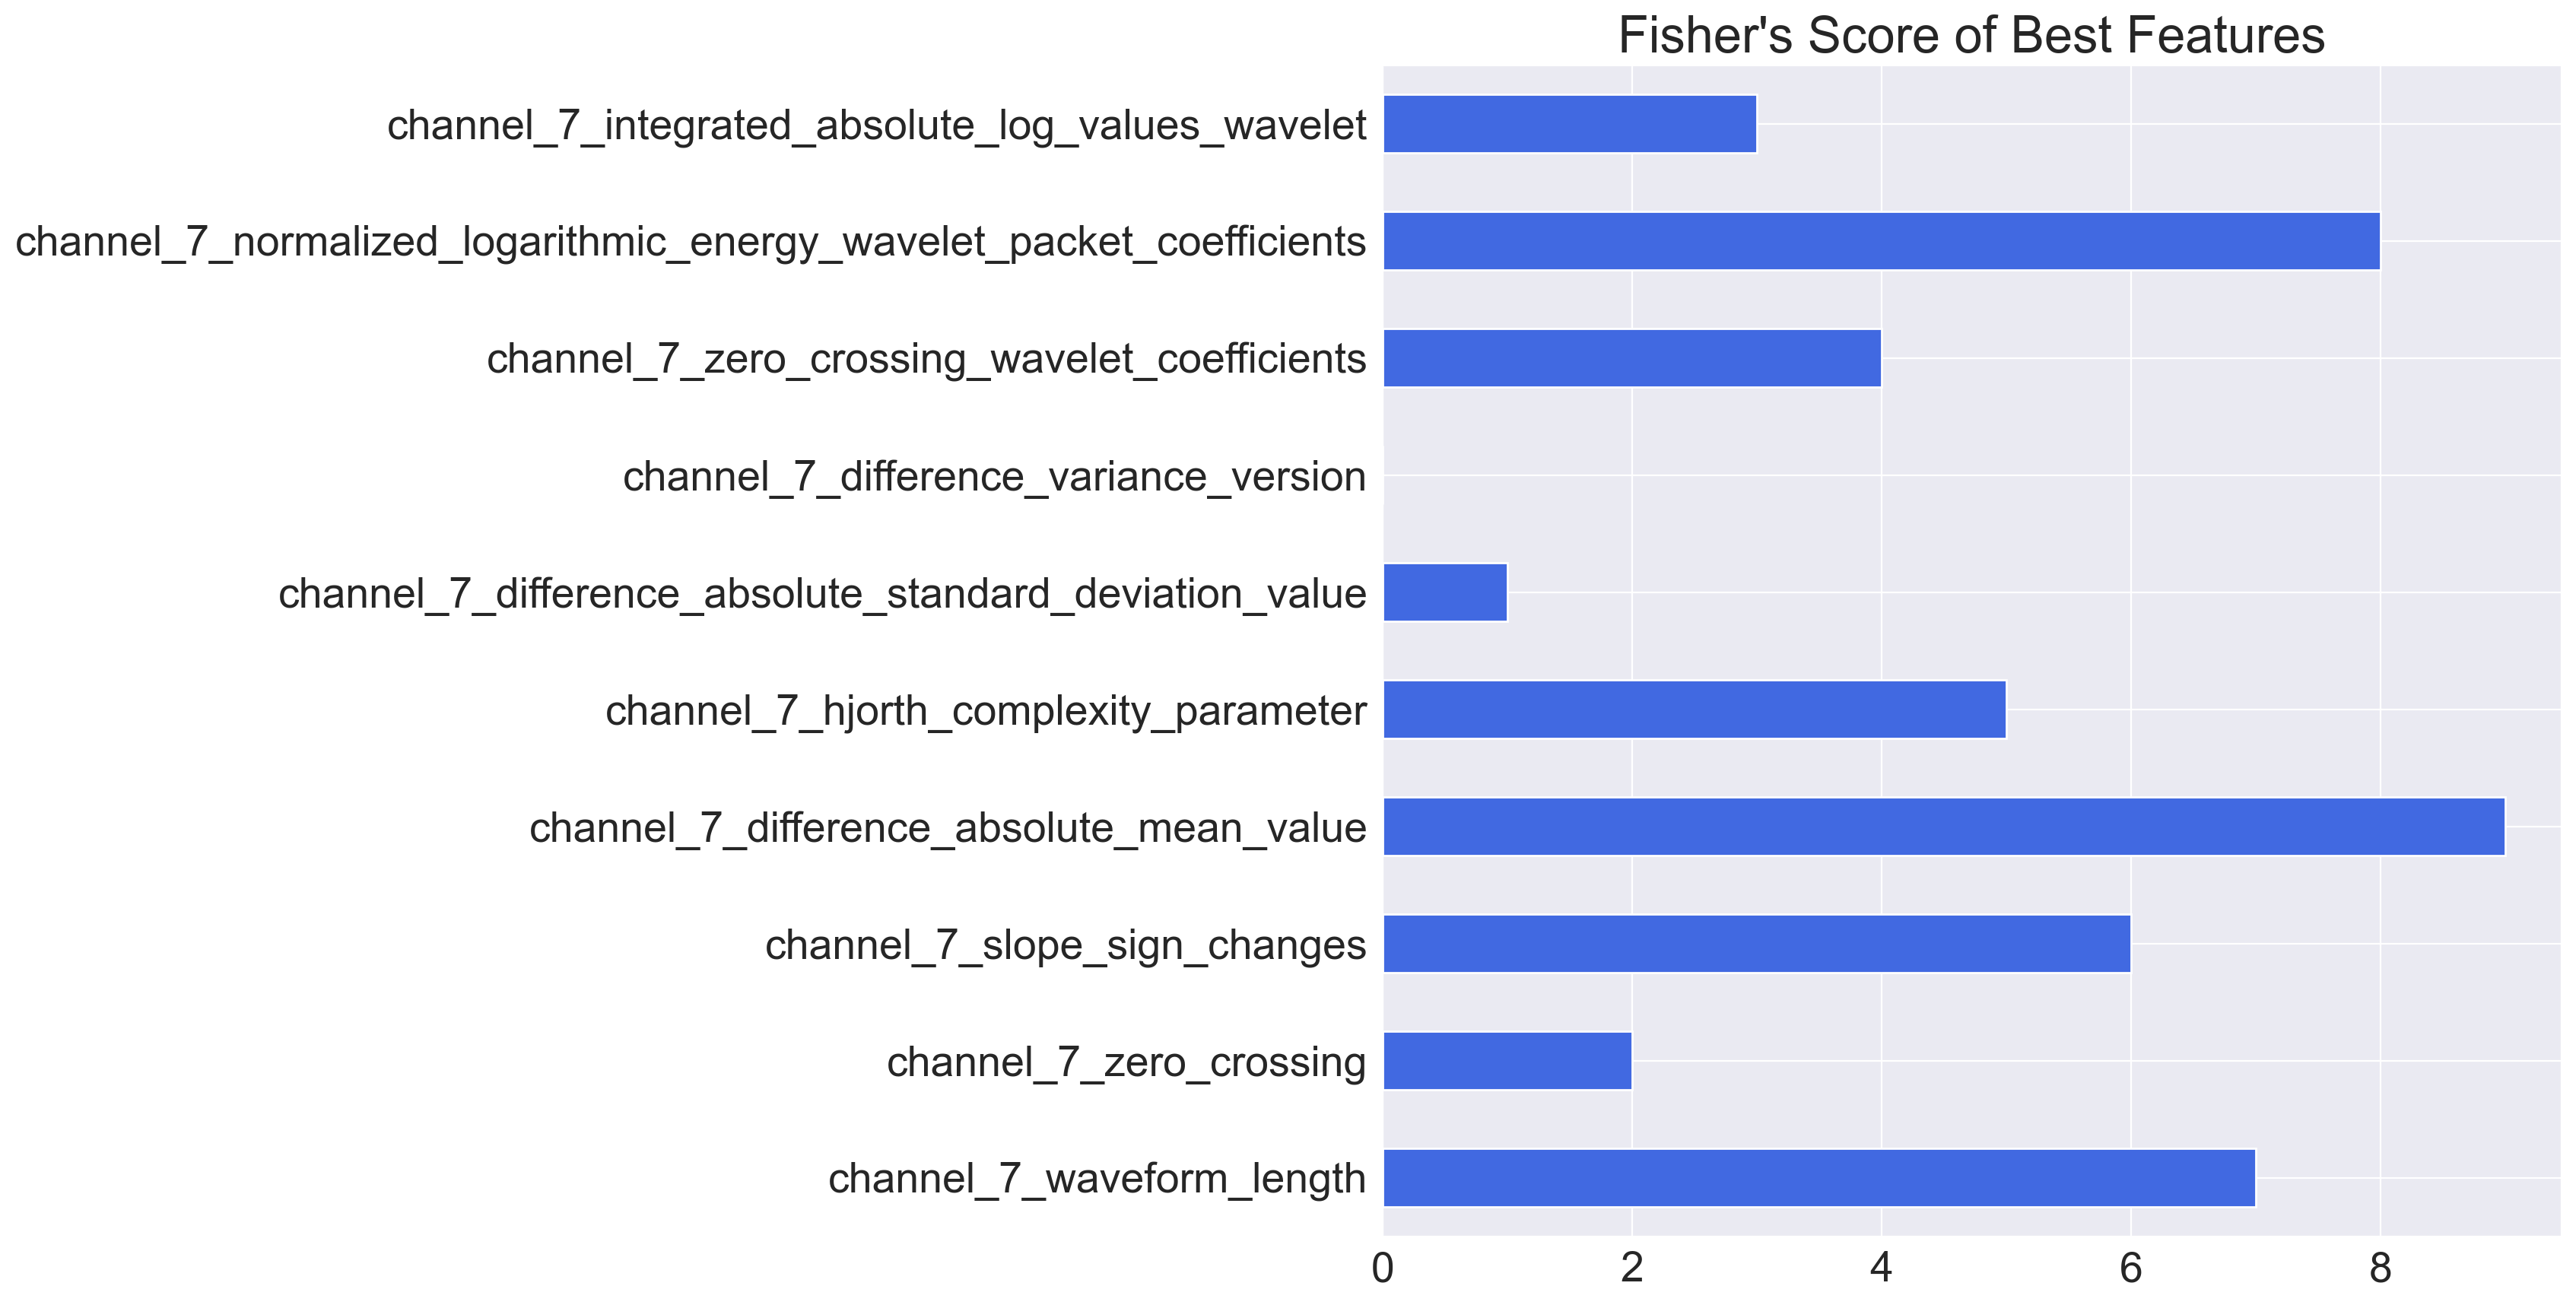 Fisher's Score of Best Features
channel_7_integrated_absolute_log_values_wavelet
channel_7_normalized_logarithmic_energy_wavelet_packet_coefficients
channel_7_zero_crossing_wavelet_coefficients
channel_7_difference_variance_version
channel_7_difference_absolute_standard_deviation_value
channel_7_hjorth_complexity_parameter
channel_7_difference_absolute_mean_value
channel_7_slope_sign_changes
channel_7_zero_crossing
channel_7_waveform_length
0 2 4 6 8